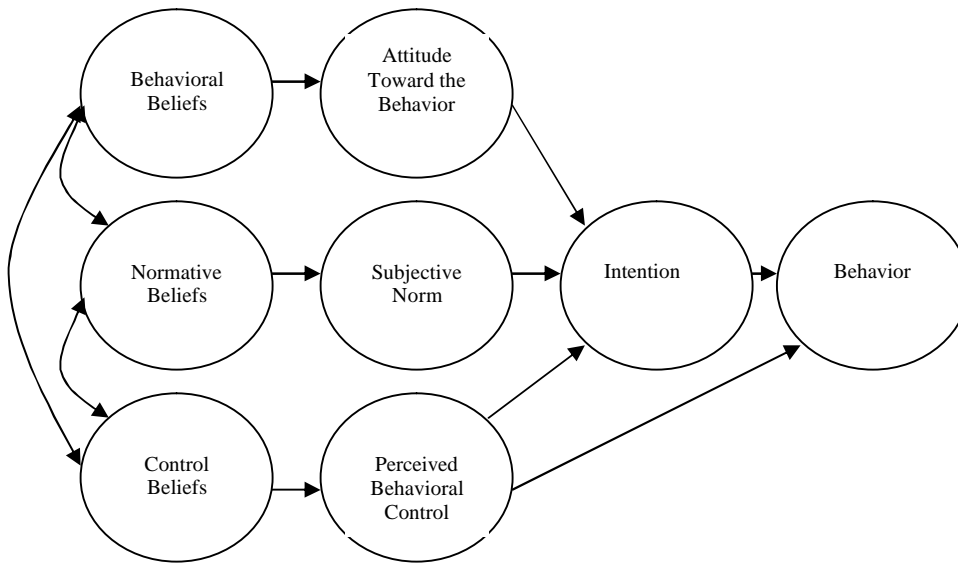 Behavioral
Beliefs
Attitude
Toward the
Behavior
Normative
Beliefs
Subjective
Norm
Intention
Behavior
Control
Beliefs
Perceived
Behavioral
Control